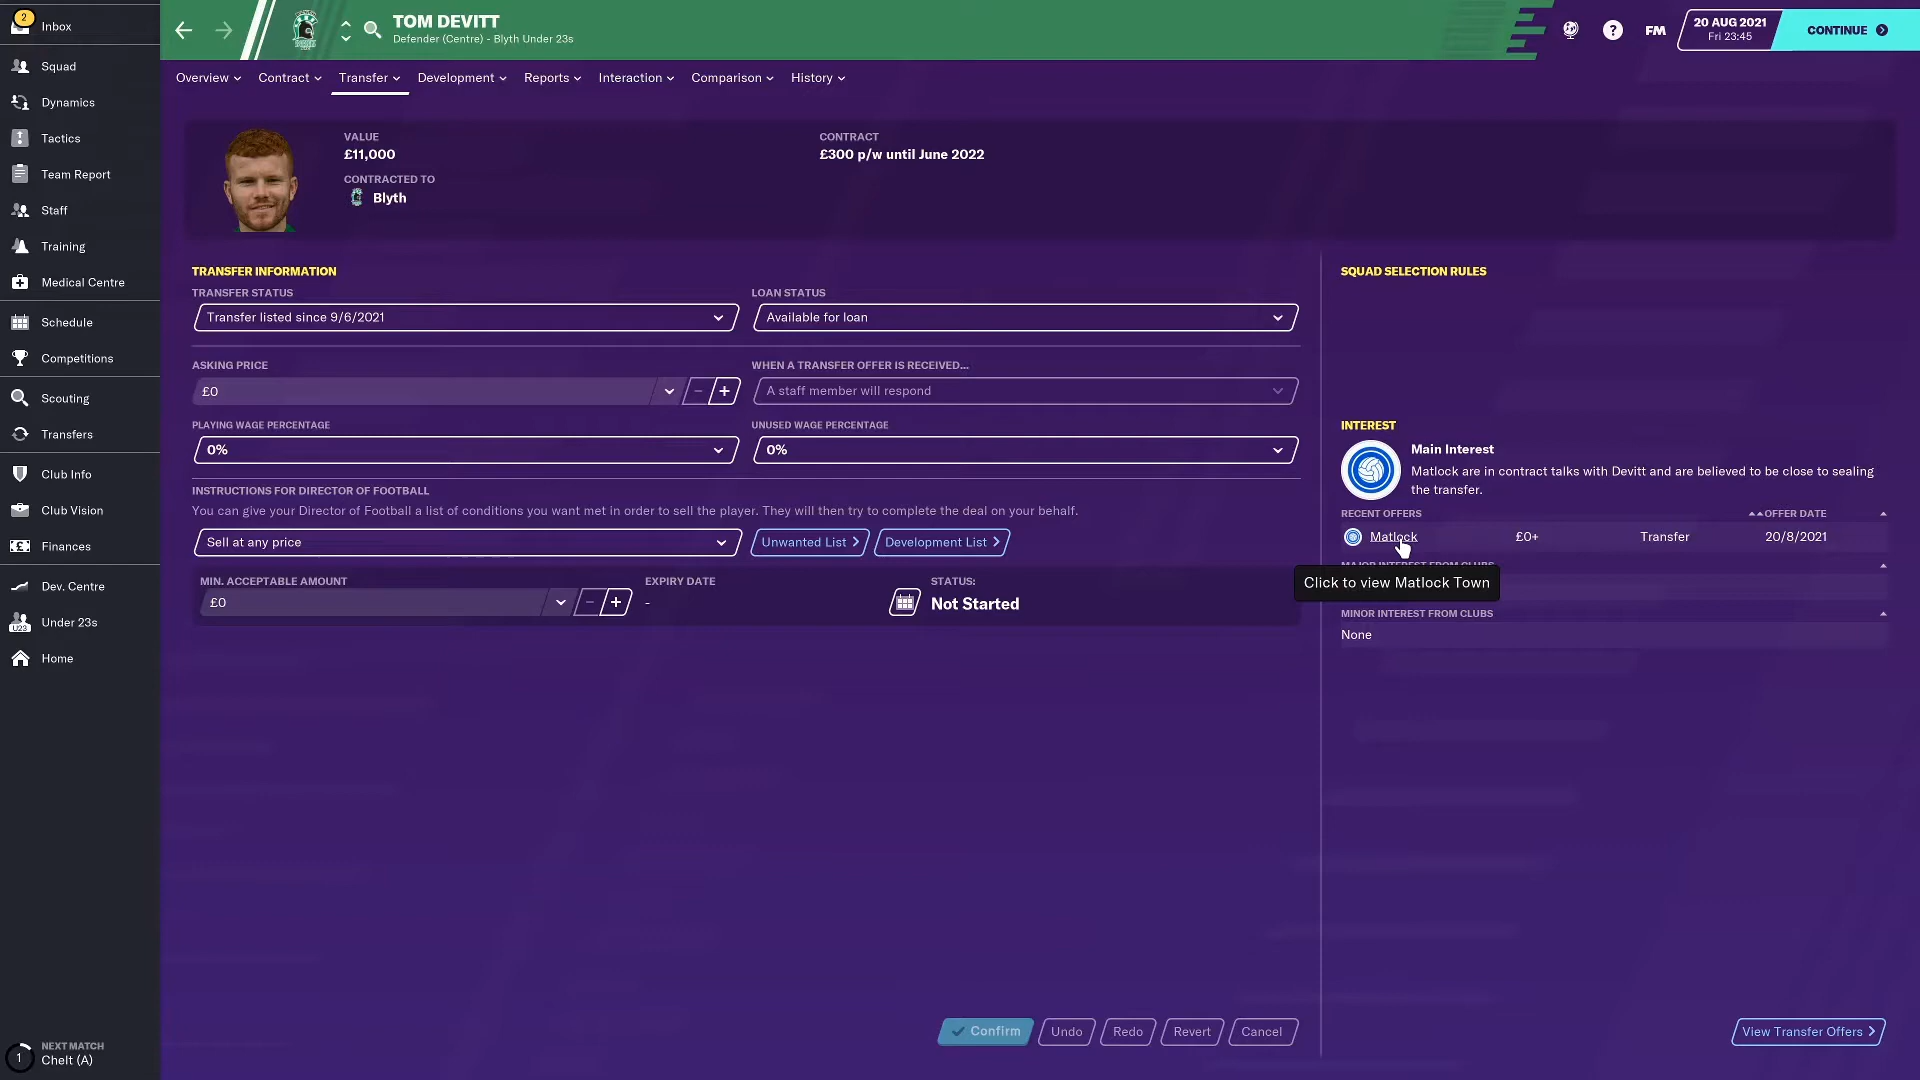 2
Inbox
Squad
Dynamics
Tactics
Team Report
Staff
Training
Medical Centre
Schedule
Competitions
Scouting
Transfers
Club Info
Club Vision
Finances
Dev. Centre
U23
Under 23s
Home
1
NEXT MATCH
Chelt (A)
TOM DEVITT
Defender (Centre) - Blyth Under 23s
?
FM
20 AUG 2021
Fri 23:45
CONTINUE
Overview
Contract
Transfer
Development
Reports
Interaction
Comparison
History
VALUE
£11,000
CONTRACTED TO
Blyth
CONTRACT
£300 p/w until June 2022
TRANSFER INFORMATION
TRANSFER STATUS
Transfer listed since 9/6/2021
LOAN STATUS
Available for loan
ASKING PRICE
£0
WHEN A TRANSFER OFFER IS RECEIVED...
A staff member will respond
PLAYING WAGE PERCENTAGE
0%
UNUSED WAGE PERCENTAGE
0%
INSTRUCTIONS FOR DIRECTOR OF FOOTBALL
You can give your Director of Football a list of conditions you want met in order to sell the player. They will then try to complete the deal on your behalf.
Sell at any price
Unwanted List >
Development List >
MIN. ACCEPTABLE AMOUNT
£0
EXPIRY DATE
-
STATUS:
Not Started
SQUAD SELECTION RULES
INTEREST
Main Interest
Matlock are in contract talks with Devitt and are believed to be close to sealing
the transfer.
RECENT OFFERS
OFFER DATE
Matlock £0+ Transfer 20/8/2021
Click to view Matlock Town
MINOR INTEREST FROM CLUBS
None
Confirm
Undo
Redo
Revert
Cancel
View Transfer Offers >